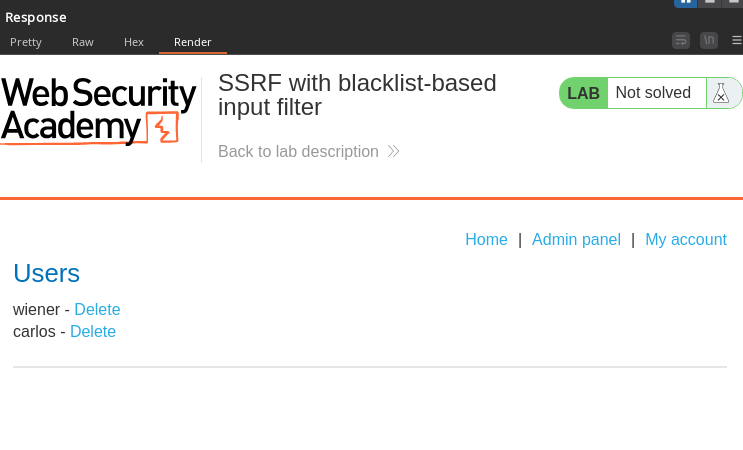 Response
Pretty Raw Hex Render
\n
Web Security
Academy
SSRF with blacklist-based
input filter
Back to lab description
LAB Not solved
Home | Admin panel | My account
Users
wiener - Delete
carlos - Delete